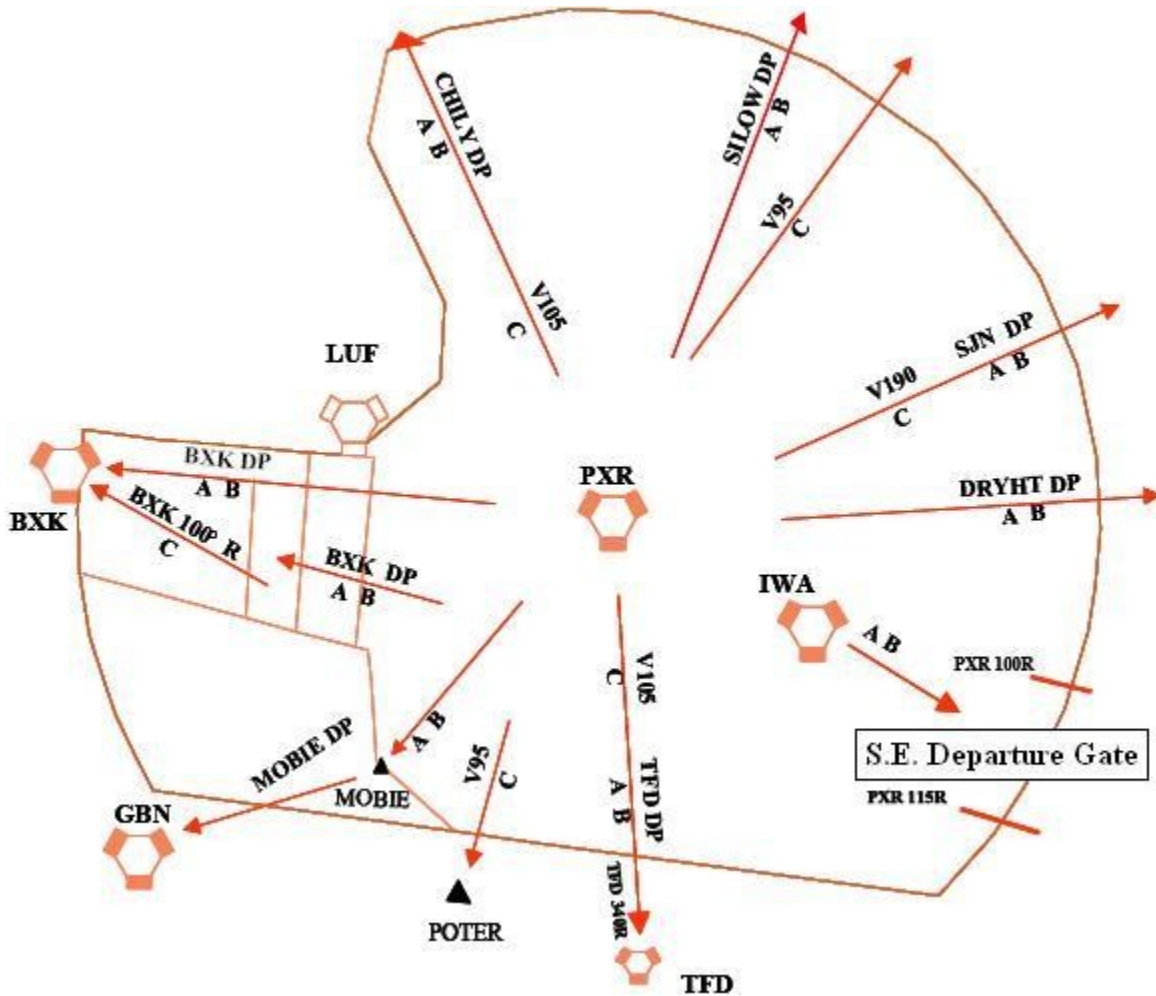 CHILY DP
A B
V105
C
SILOW DP
A B
V95
C
SJN DP
A B
V190
C
LUF
BXK DP
A B
BXK
BXK 100° R
C
BXK DP
A B
PXR
DRYHT DP
A B
IWA
A B
PXR 100R
S.E. Departure Gate
PXR 115R
V105
C
TFD DP
A B
TFD 340R
TFD
A B
V95
C
MOBIE DP
MOBIE
GBN
POTER